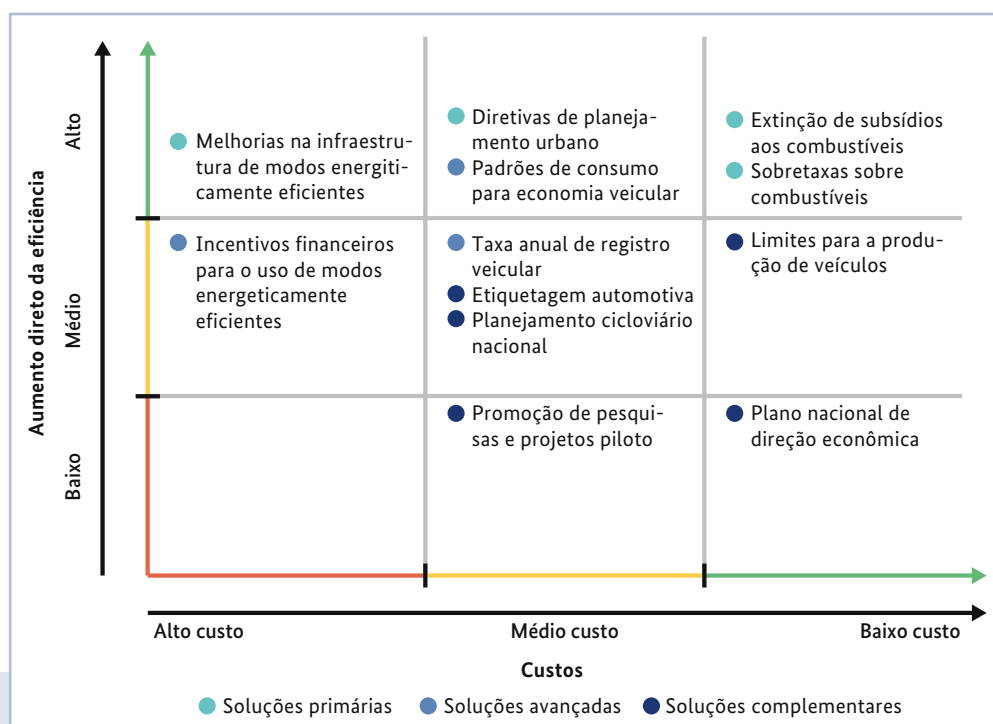 Aumento direto da eficiência
Alto
Médio
Baixo
Melhorias na infraestru-
tura de modos energiti-
camente eficientes
Diretivas de planeja-
mento urbano
Padrões de consumo
para economia veicular
Extinção de subsídios
aos combustíveis
Sobretaxas sobre
combustíveis
Incentivos financeiros
para o uso de modos
energeticamente
eficientes
Taxa anual de registro
veicular
Etiquetagem automotiva
Planejamento cicloviário
nacional
Limites para a produ-
ção de veículos
Promoção de pesqui-
sas e projetos piloto
Plano nacional de
direção econômica
Alto custo
Médio custo
Baixo custo
Custos
Soluções primárias
Soluções avançadas
Soluções complementares